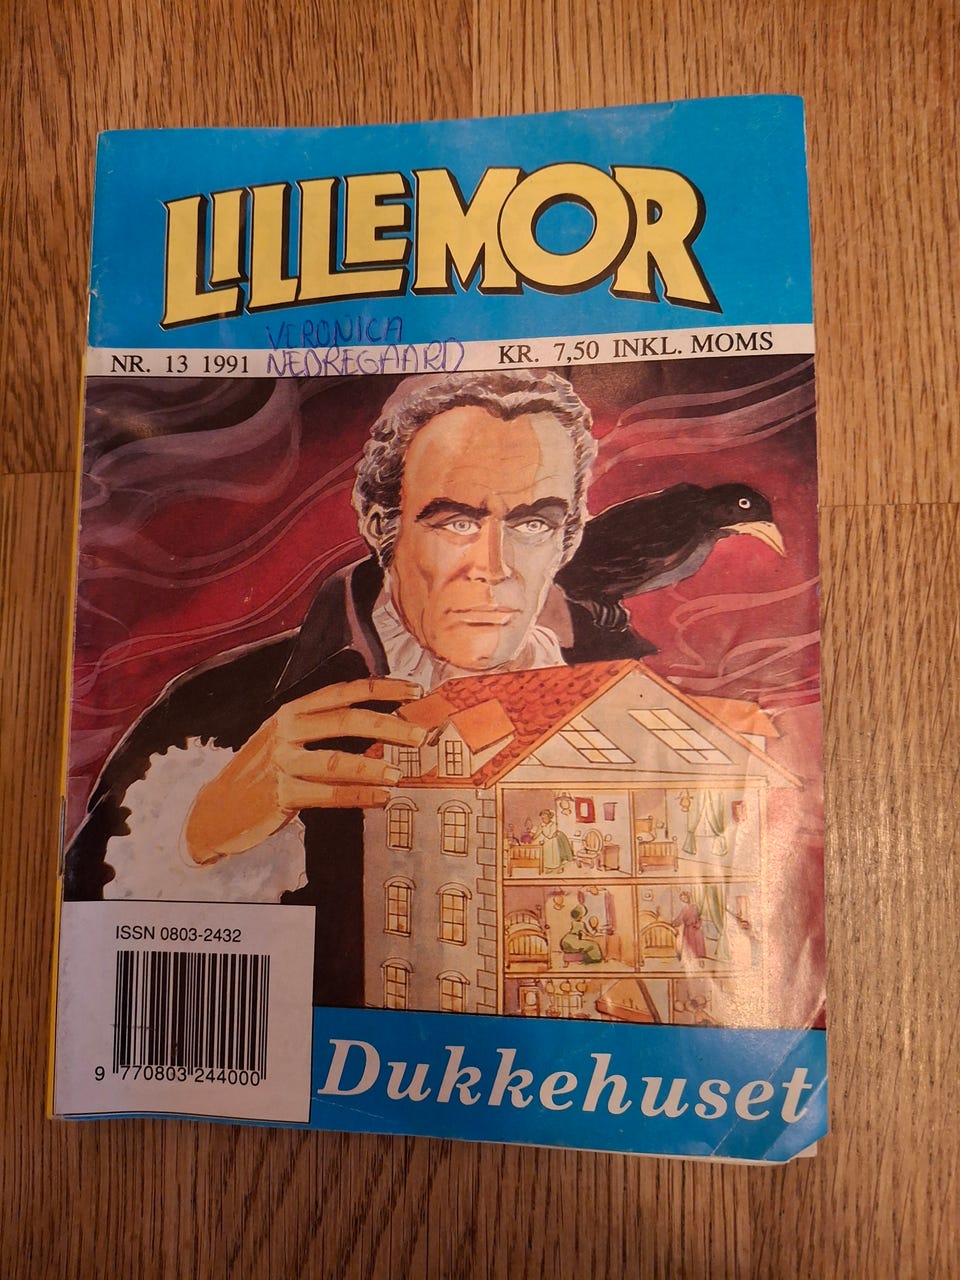 LILLEMOR
VERONICA
NEDREGAARD
NR. 13 1991
KR. 7,50 INKL. MOMS
ISSN 0803-2432
9 770803 244000
Dukkehuset